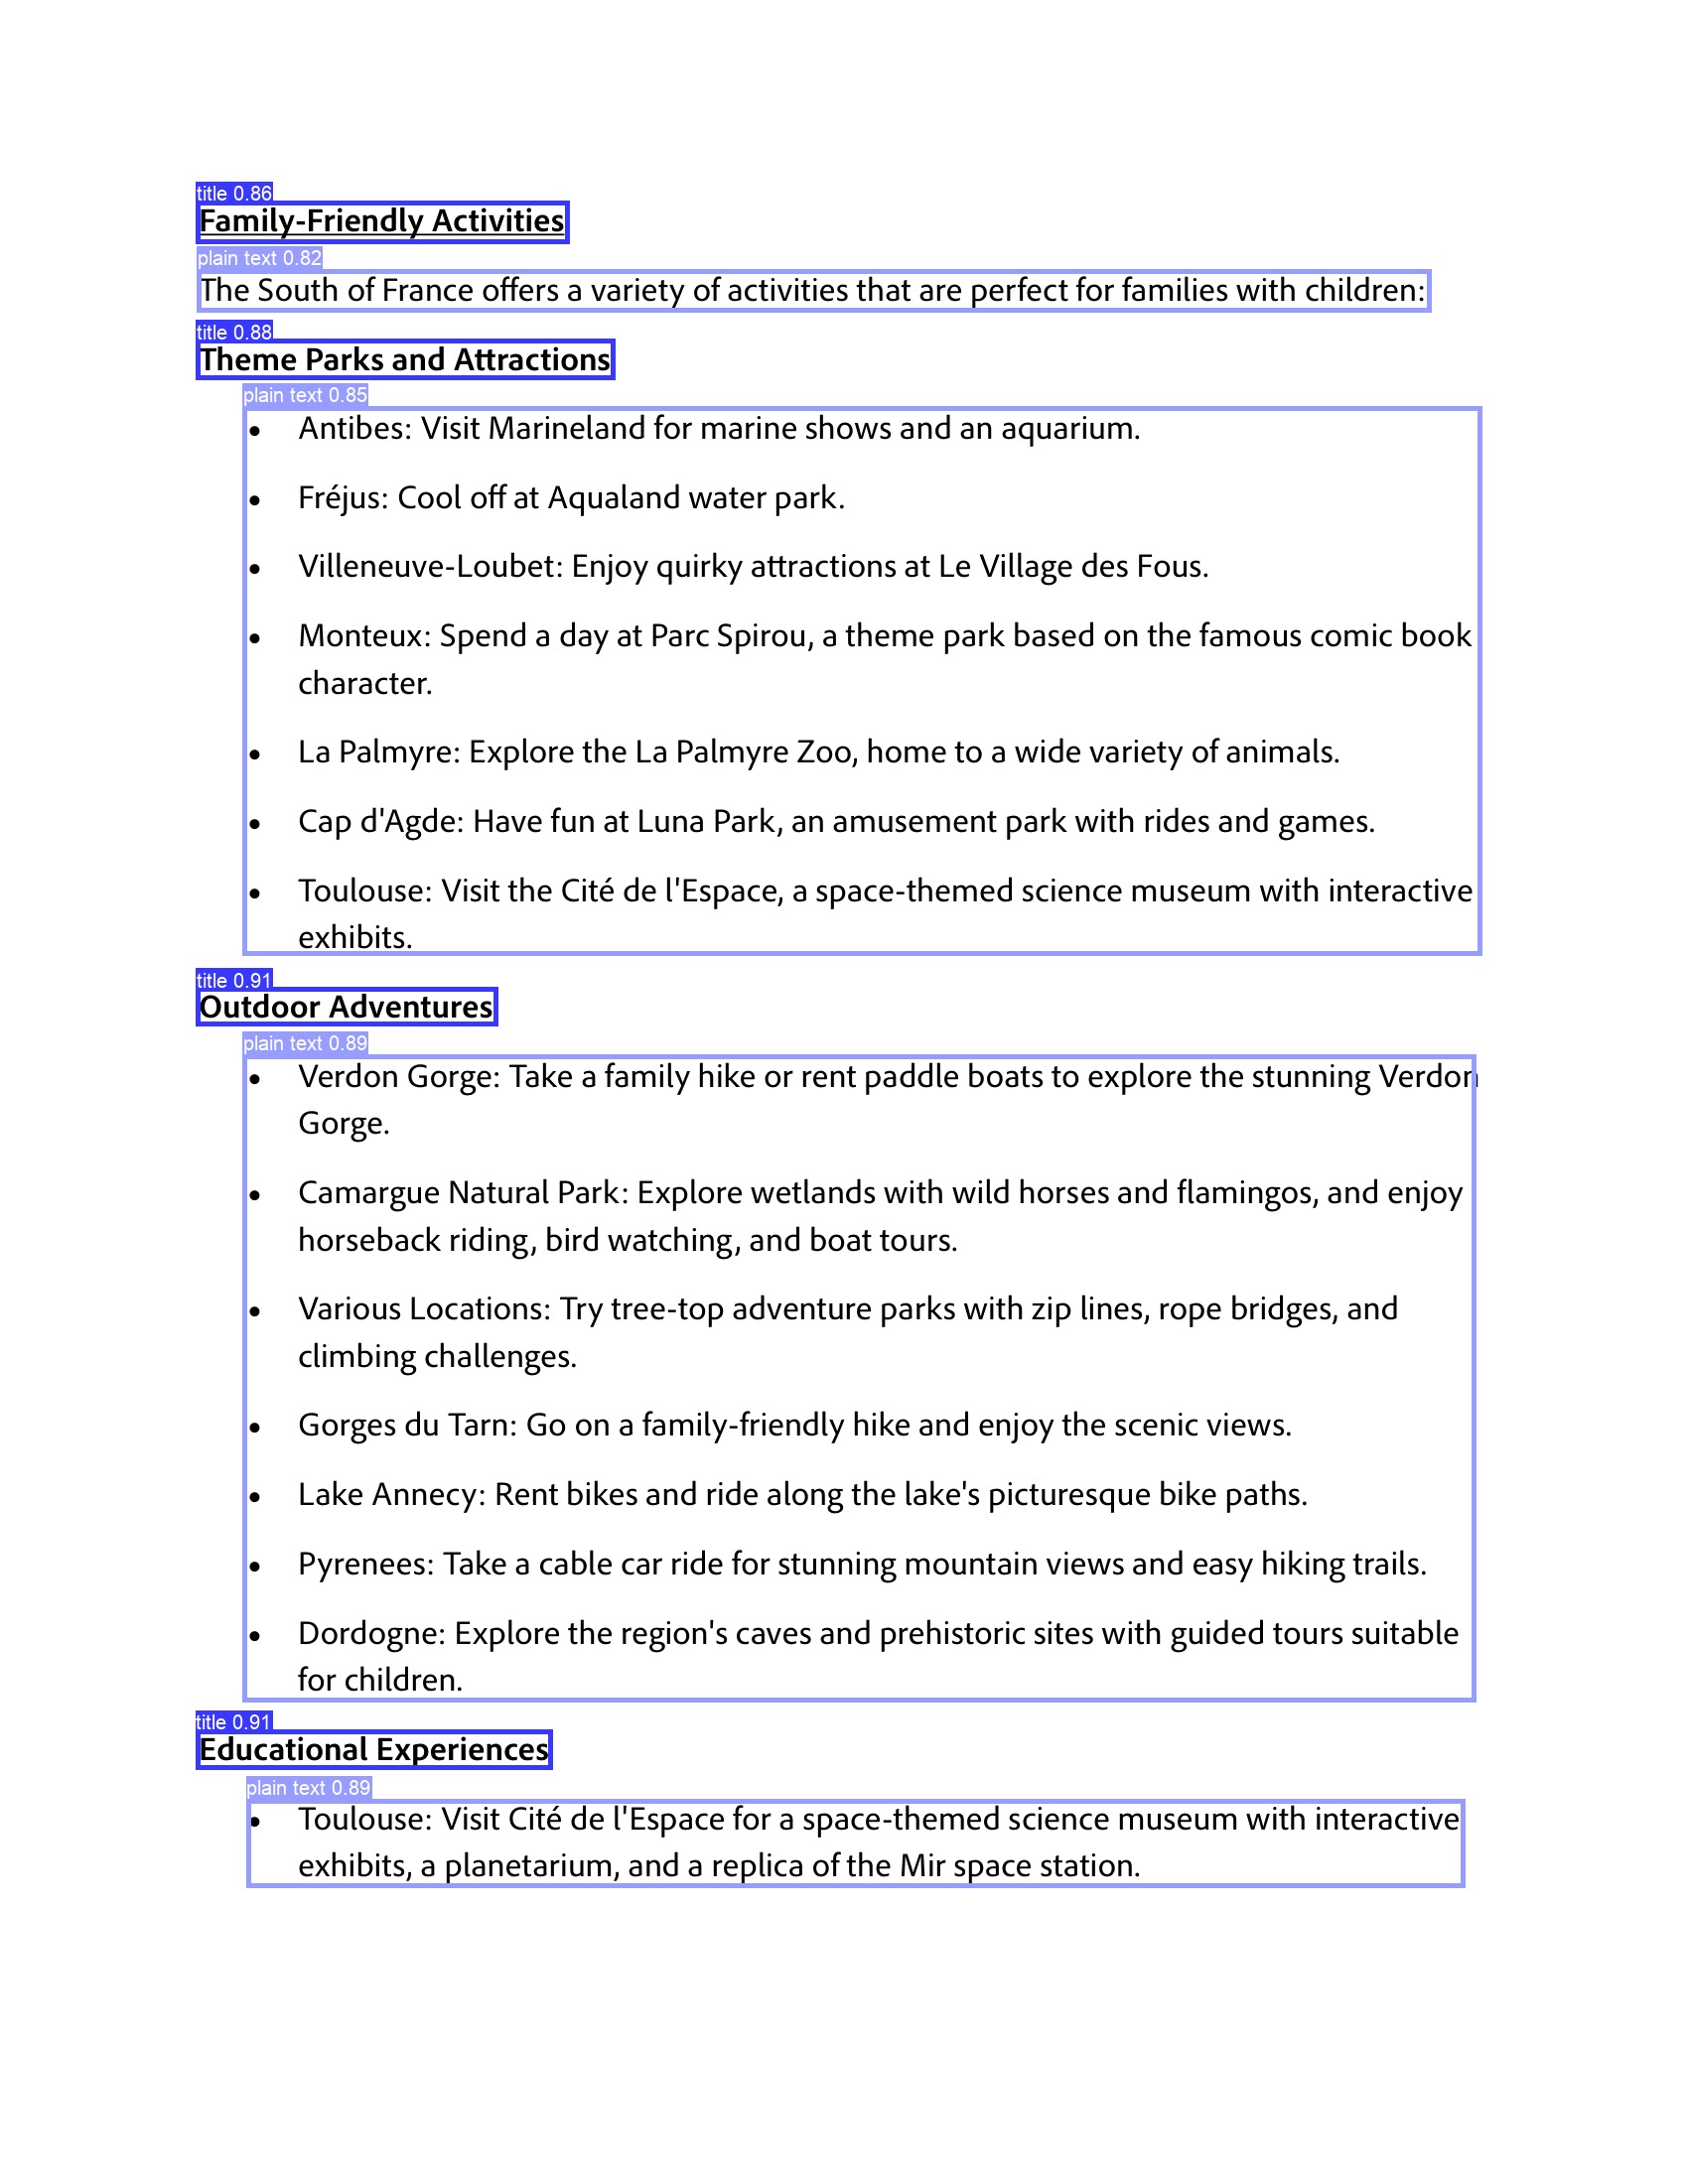 title 0.86
Family-Friendly Activities
plain text 0.82
The South of France offers a variety of activities that are perfect for families with children:
title 0.88
Theme Parks and Attractions
plain text 0.85
• Antibes: Visit Marineland for marine shows and an aquarium.
• Fréjus: Cool off at Aqualand water park.
• Villeneuve-Loubet: Enjoy quirky attractions at Le Village des Fous.
• Monteux: Spend a day at Parc Spirou, a theme park based on the famous comic book
character.
• La Palmyre: Explore the La Palmyre Zoo, home to a wide variety of animals.
• Cap d'Agde: Have fun at Luna Park, an amusement park with rides and games.
• Toulouse: Visit the Cité de l'Espace, a space-themed science museum with interactive
exhibits.
title 0.91
Outdoor Adventures
plain text 0.89
• Verdon Gorge: Take a family hike or rent paddle boats to explore the stunning Verdon
Gorge.
• Camargue Natural Park: Explore wetlands with wild horses and flamingos, and enjoy
horseback riding, bird watching, and boat tours.
• Various Locations: Try tree-top adventure parks with zip lines, rope bridges, and
climbing challenges.
• Gorges du Tarn: Go on a family-friendly hike and enjoy the scenic views.
• Lake Annecy: Rent bikes and ride along the lake's picturesque bike paths.
• Pyrenees: Take a cable car ride for stunning mountain views and easy hiking trails.
• Dordogne: Explore the region's caves and prehistoric sites with guided tours suitable
for children.
title 0.91
Educational Experiences
plain text 0.89
• Toulouse: Visit Cité de l'Espace for a space-themed science museum with interactive
exhibits, a planetarium, and a replica of the Mir space station.